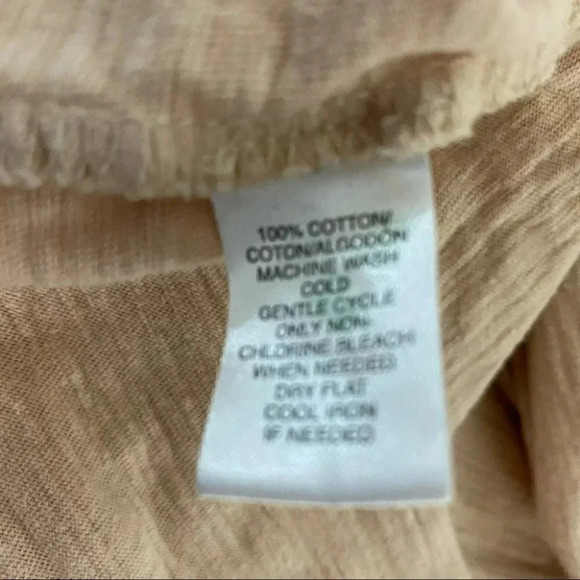 100% COTTON/
COTON/ALGODON
MACHINE WASH
COLD
GENTLE CYCLE
ONLY NON-
CHLORINE BLEACH
WHEN NEEDED
DRY FLAT
COOL IRON
IF NEEDED